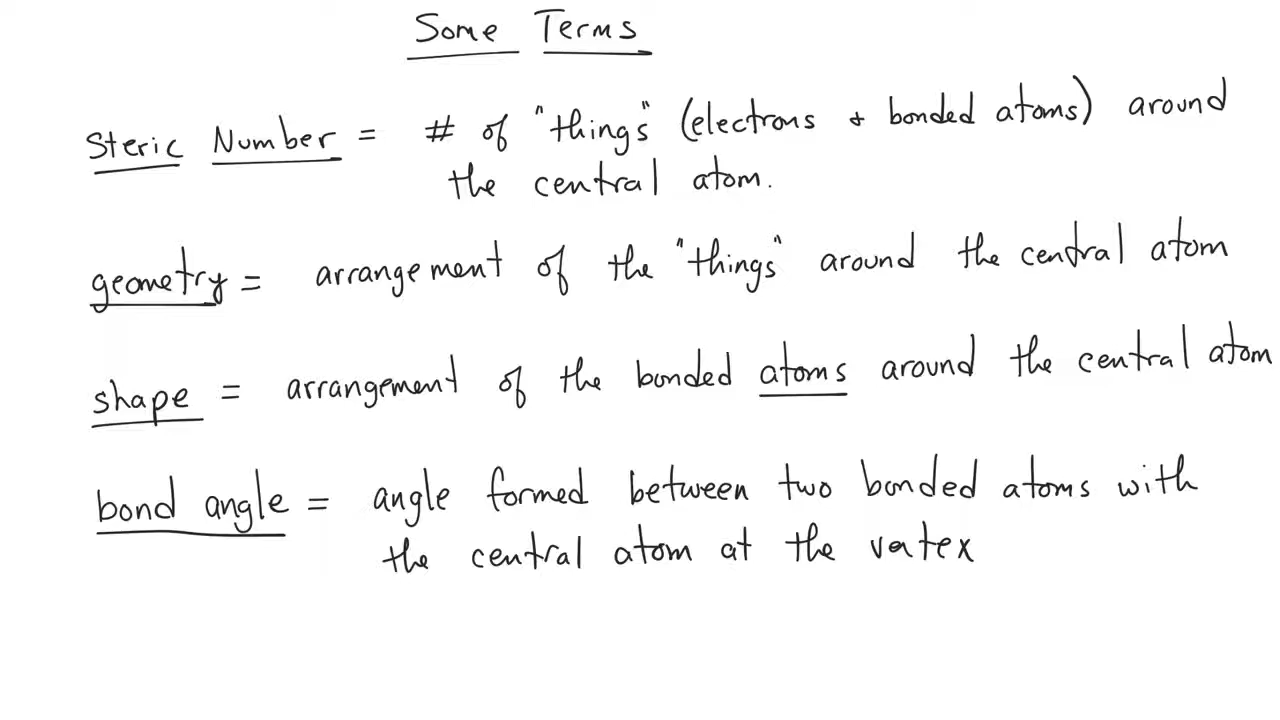 Some Terms
Steric Number = # of "things" (electrons & bonded atoms) around
the central atom.
geometry = arrangement of the "things" around the central atom
shape = arrangement of the bonded atoms around the central atom
bond angle = angle formed between two bonded atoms with
the central atom at the vertex